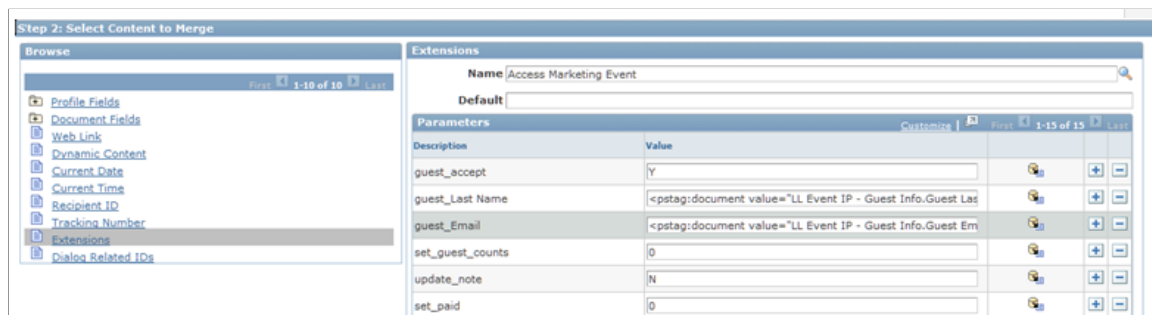 Step 2: Select Content to Merge
Browse
First 1-10 of 10 Last
Profile Fields
Document Fields
Web Link
Dynamic Content
Current Date
Current Time
Recipient ID
Tracking Number
Extensions
Dialog Related IDs
Extensions
Name Access Marketing Event
Default
Parameters Customize | First 1-15 of 15 Last
Description Value
guest_accept Y
guest_Last Name <pstag:document value="LL Event IP - Guest Info.Guest Las
guest_Email <pstag:document value="LL Event IP - Guest Info.Guest Em
set_guest_counts 0
update_note N
set_paid 0